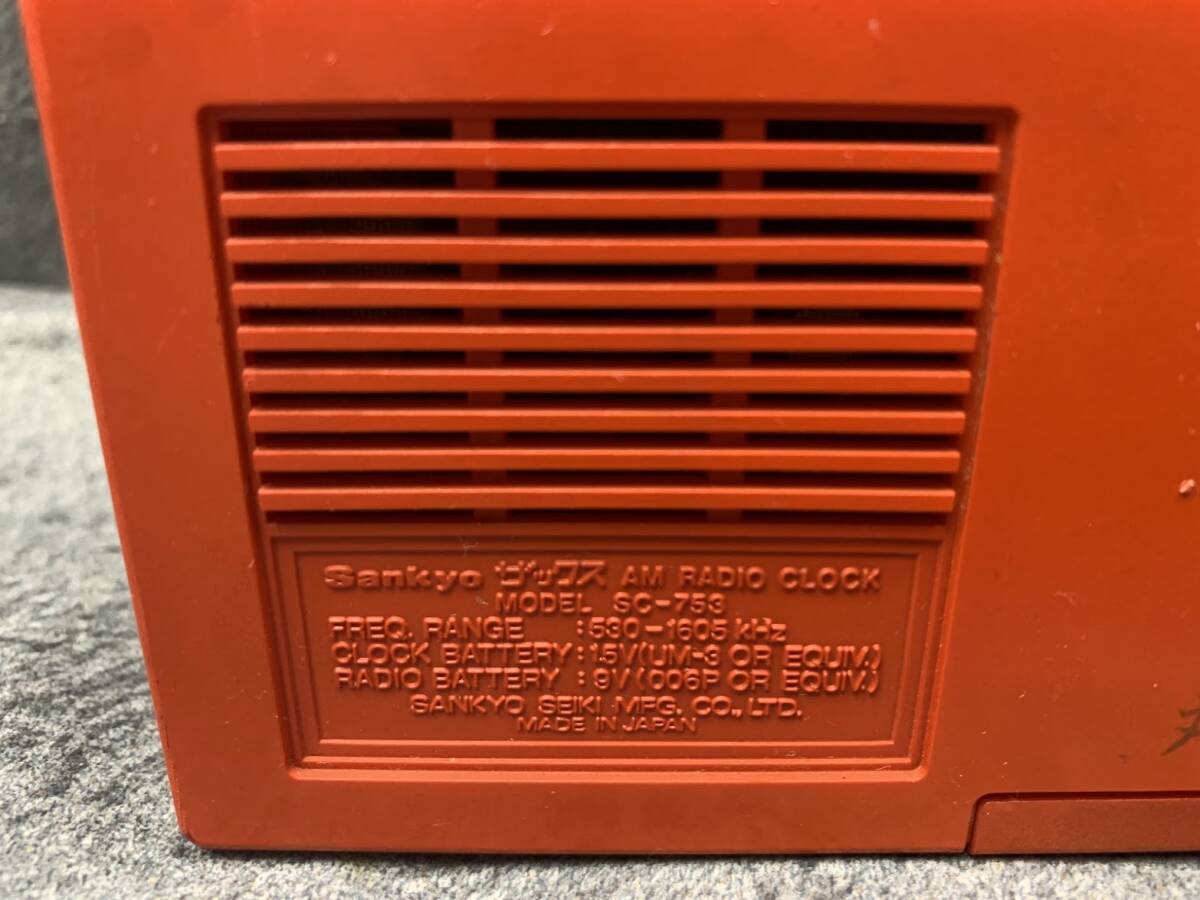 Sankyo ザックス AM RADIO CLOCK
MODEL SC-753
FREQ. RANGE :530-1605 kHz
CLOCK BATTERY:1.5V(UM-3 OR EQUIV.)
RADIO BATTERY :9V(006P OR EQUIV.)
SANKYO SEIKI MFG. CO., LTD.
MADE IN JAPAN